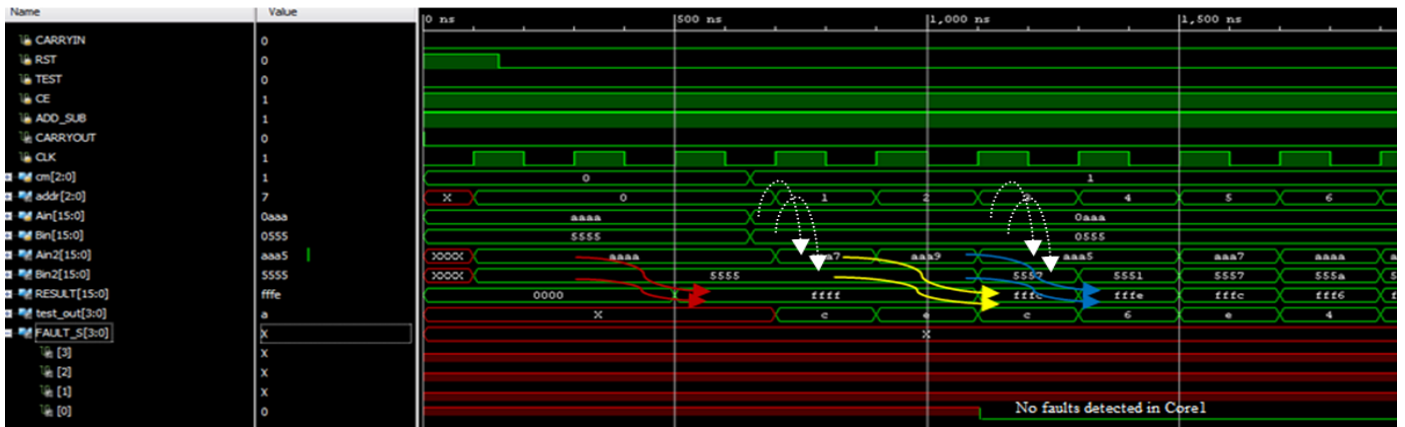 Name Value
0 ns 500 ns 1,000 ns 1,500 ns
CARRYIN 0
RST 0
TEST 0
CE 1
ADD_SUB 1
CARRYOUT 0
CLK 1
cm[2:0] 1 0 1
addr[2:0] 7 X 0 1 2 3 4 5 6
Ain[15:0] 0aaa aaaa 0aaa
Bin[15:0] 0555 5555 0555
Ain2[15:0] aaa5 XXXX aaaa aaa9 aaa5 aaa7 aaaa
Bin2[15:0] 5555 XXXX 5555 5557 5551 5557 555a
RESULT[15:0] fffe 0000 ffff fffc fffe fffc fff6
test_out[3:0] a X c e c 6 e 4
FAULT_S[3:0] X X
[3] X
[2] X
[1] X
[0] 0 No faults detected in Core1